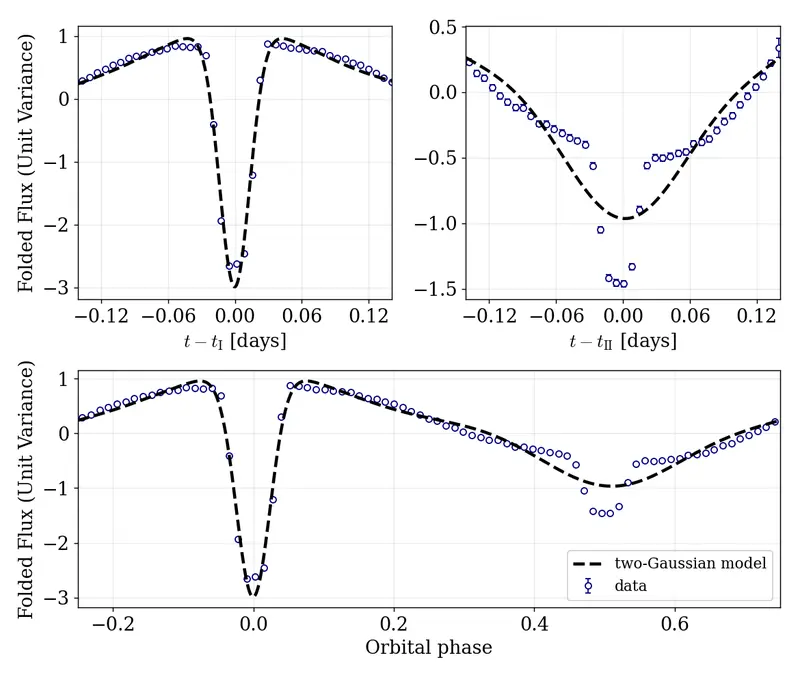 Folded Flux (Unit Variance)
1
0
−1
−2
−3
−0.12 −0.06 0.00 0.06 0.12
t − t_I [days]
0.5
0.0
−0.5
−1.0
−1.5
−0.12 −0.06 0.00 0.06 0.12
t − t_II [days]
Folded Flux (Unit Variance)
1
0
−1
−2
−3
−0.2 0.0 0.2 0.4 0.6
Orbital phase
two-Gaussian model
data